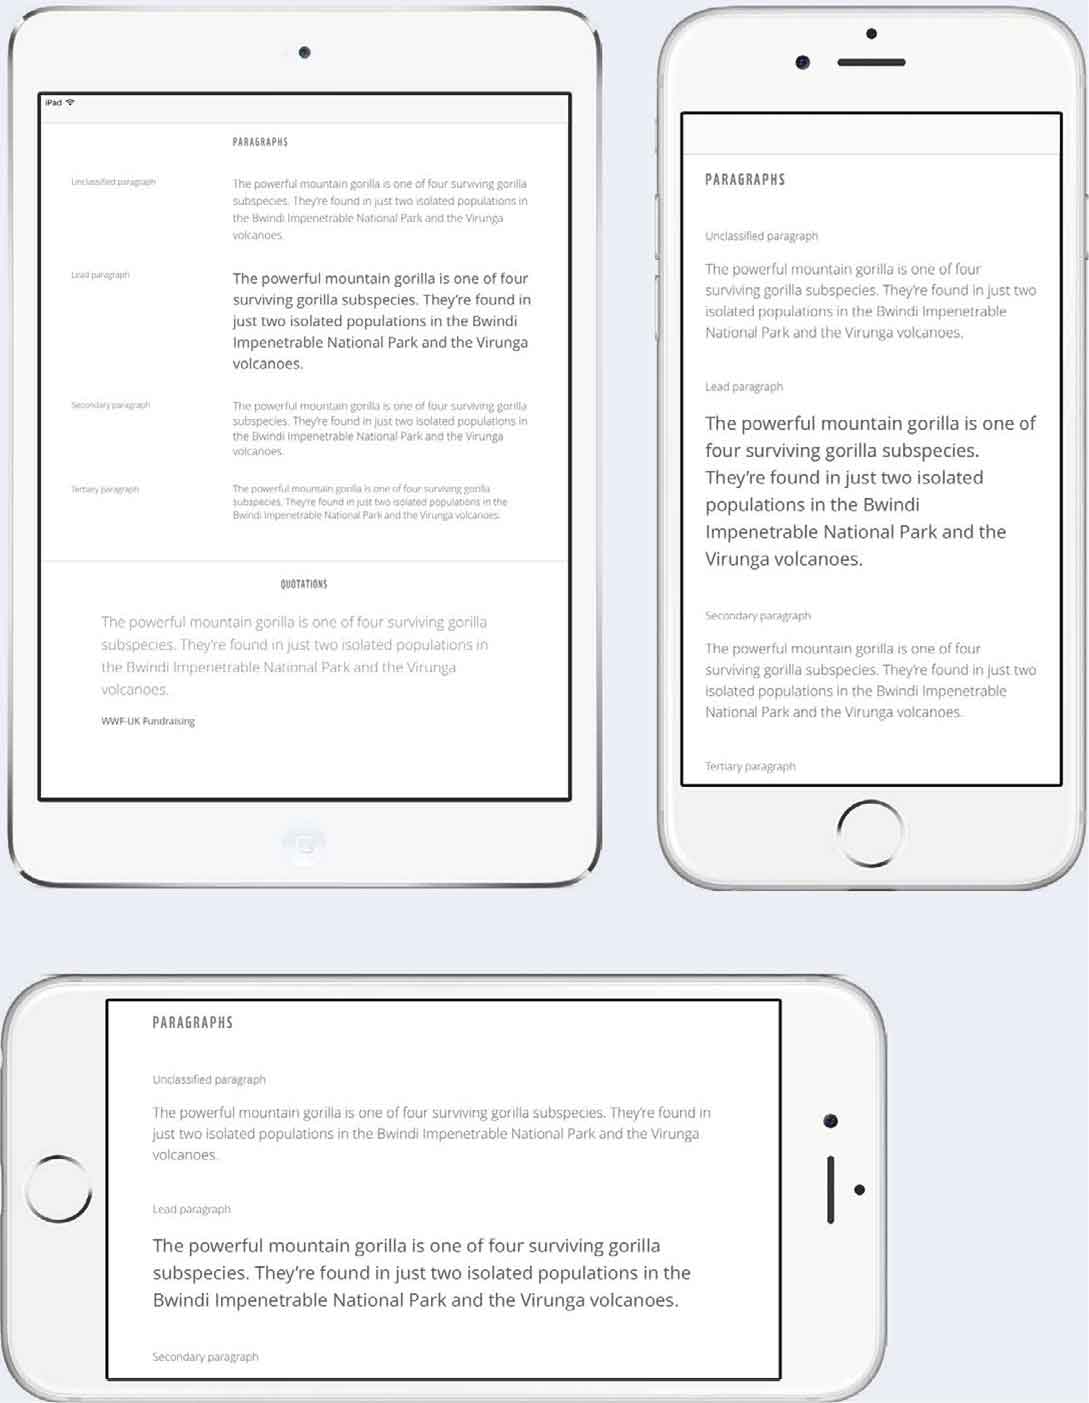 iPad
PARAGRAPHS
Unclassified paragraph
The powerful mountain gorilla is one of four surviving gorilla
subspecies. They're found in just two isolated populations in
the Bwindi Impenetrable National Park and the Virunga
volcanoes.
Lead paragraph
The powerful mountain gorilla is one of four
surviving gorilla subspecies. They're found in
just two isolated populations in the Bwindi
Impenetrable National Park and the Virunga
volcanoes.
Secondary paragraph
The powerful mountain gorilla is one of four surviving gorilla
subspecies. They're found in just two isolated populations in
the Bwindi Impenetrable National Park and the Virunga
volcanoes.
Tertiary paragraph
The powerful mountain gorilla is one of four surviving gorilla
subspecies. They're found in just two isolated populations in the
Bwindi Impenetrable National Park and the Virunga volcanoes.
QUOTATIONS
The powerful mountain gorilla is one of four surviving gorilla
subspecies. They're found in just two isolated populations in
the Bwindi Impenetrable National Park and the Virunga
volcanoes.
WWF-UK Fundraising
PARAGRAPHS
Unclassified paragraph
The powerful mountain gorilla is one of four
surviving gorilla subspecies. They're found in just two
isolated populations in the Bwindi Impenetrable
National Park and the Virunga volcanoes.
Lead paragraph
The powerful mountain gorilla is one of
four surviving gorilla subspecies.
They're found in just two isolated
populations in the Bwindi
Impenetrable National Park and the
Virunga volcanoes.
Secondary paragraph
The powerful mountain gorilla is one of four
surviving gorilla subspecies. They're found in just two
isolated populations in the Bwindi Impenetrable
National Park and the Virunga volcanoes.
Tertiary paragraph
PARAGRAPHS
Unclassified paragraph
The powerful mountain gorilla is one of four surviving gorilla subspecies. They're found in
just two isolated populations in the Bwindi Impenetrable National Park and the Virunga
volcanoes.
Lead paragraph
The powerful mountain gorilla is one of four surviving gorilla
subspecies. They're found in just two isolated populations in the
Bwindi Impenetrable National Park and the Virunga volcanoes.
Secondary paragraph